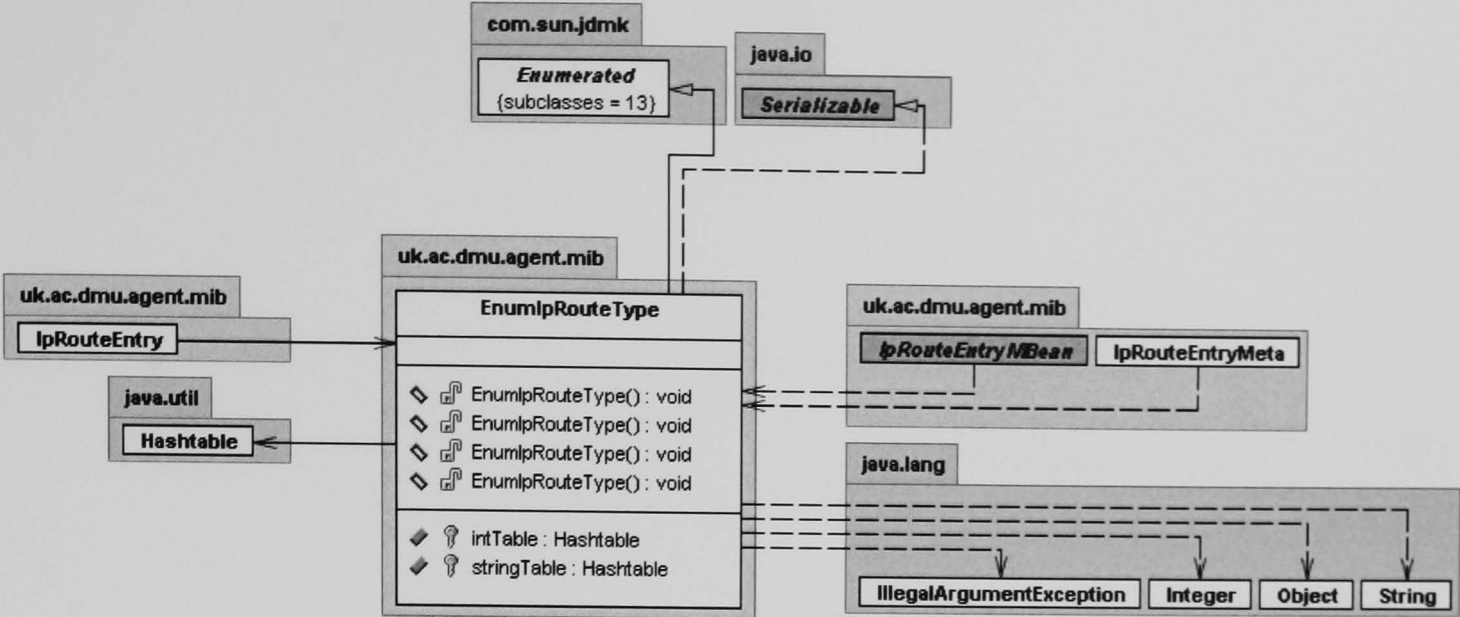 com.sun.jdmk
Enumerated
{subclasses = 13}
java.io
Serializable
uk.ac.dmu.agent.mib
IpRouteEntry
java.util
Hashtable
uk.ac.dmu.agent.mib
EnumIpRouteType
EnumIpRouteType() : void
EnumIpRouteType() : void
EnumIpRouteType() : void
EnumIpRouteType() : void
intTable : Hashtable
stringTable : Hashtable
uk.ac.dmu.agent.mib
IpRouteEntryMBean
IpRouteEntryMeta
java.lang
IllegalArgumentException
Integer
Object
String